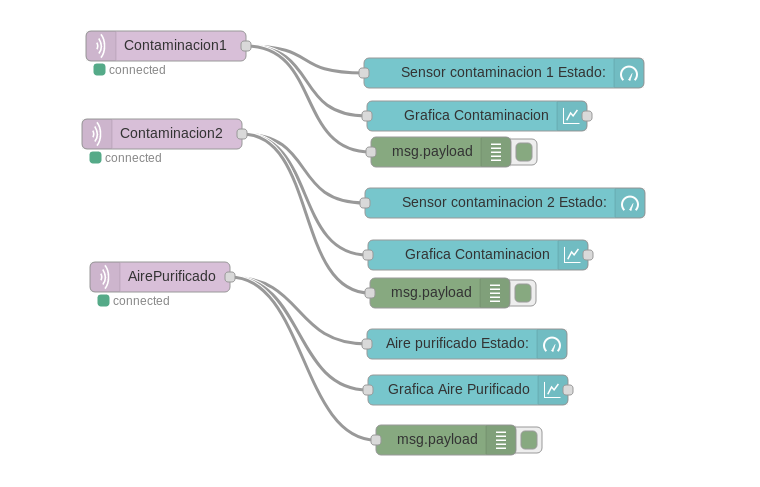 Contaminacion1
connected
Sensor contaminacion 1 Estado:
Grafica Contaminacion
msg.payload
Contaminacion2
connected
Sensor contaminacion 2 Estado:
Grafica Contaminacion
msg.payload
AirePurificado
connected
Aire purificado Estado:
Grafica Aire Purificado
msg.payload